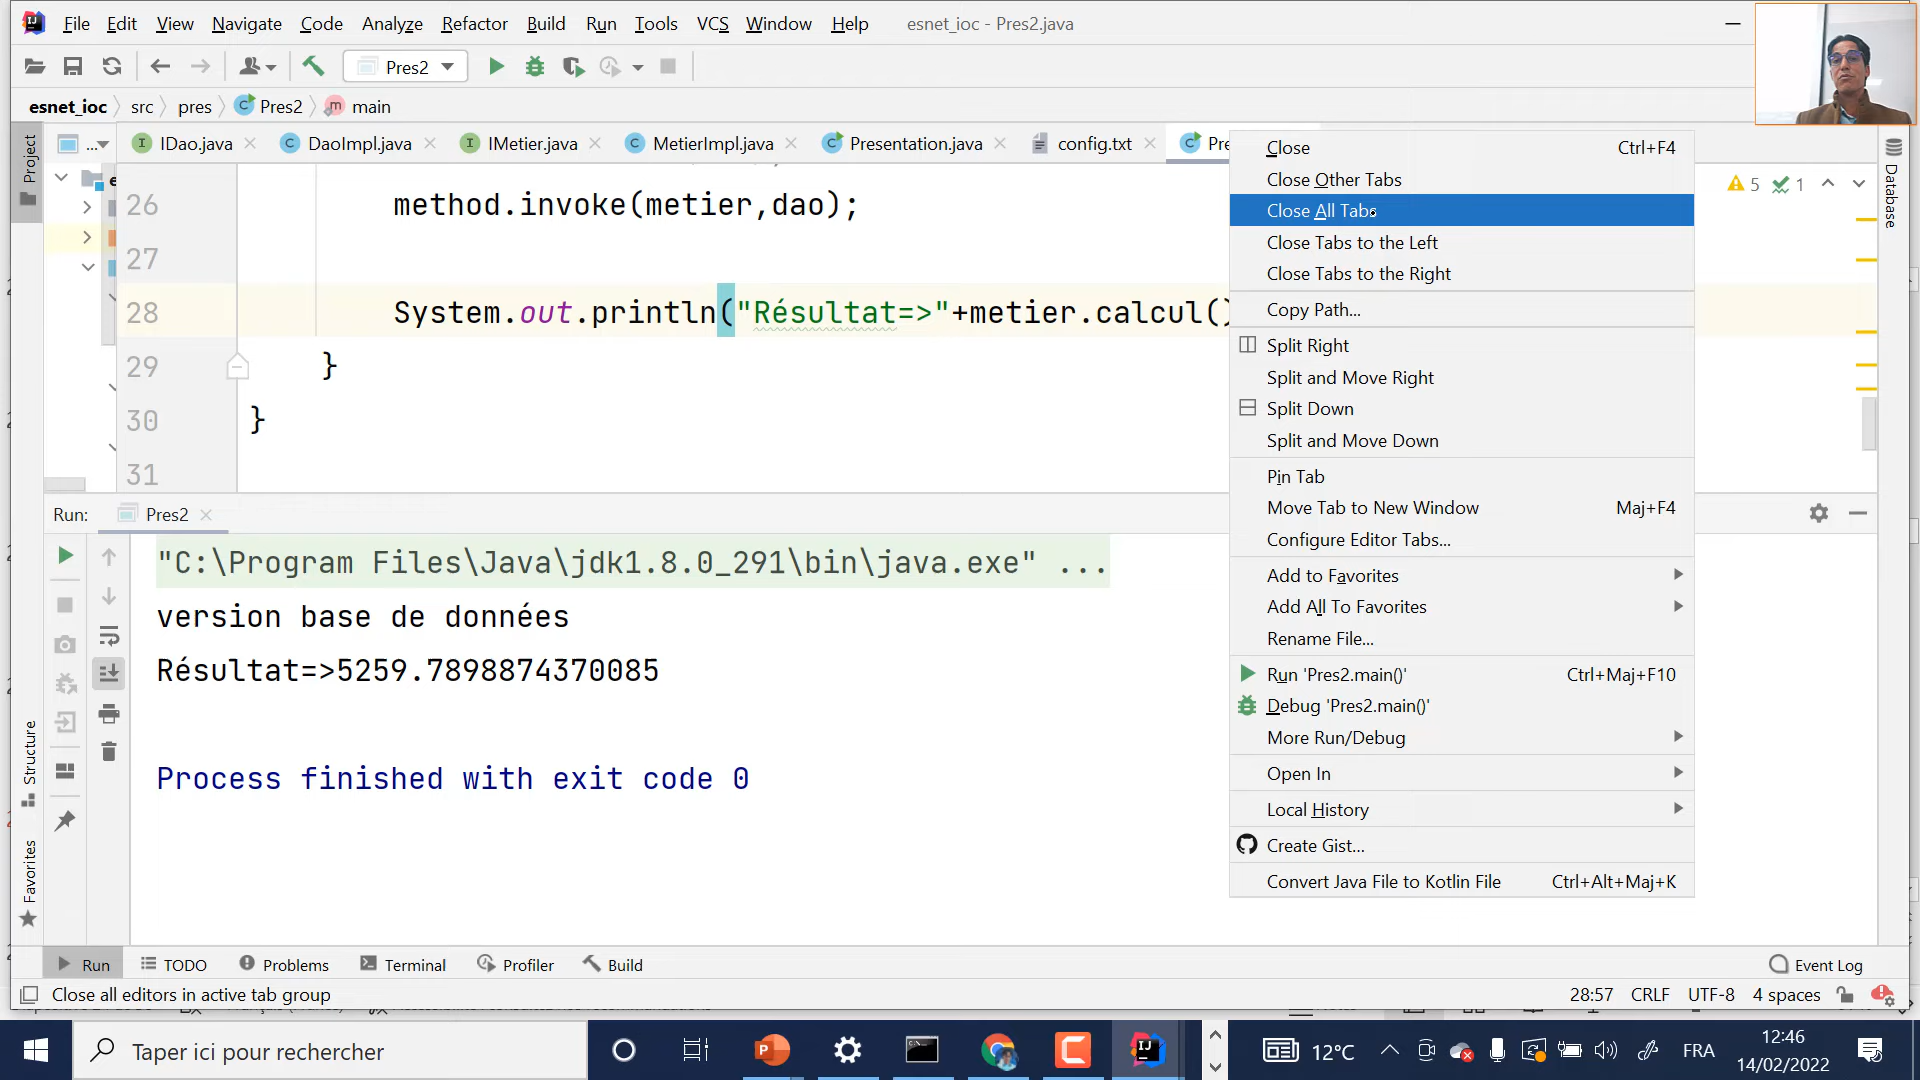 File Edit View Navigate Code Analyze Refactor Build Run Tools VCS Window Help esnet_ioc - Pres2.java
Pres2
esnet_ioc src pres Pres2 main
IDao.java DaoImpl.java IMetier.java MetierImpl.java Presentation.java config.txt Pre
Project
Database
5 1
26 method.invoke(metier,dao);
27
28 System.out.println("Résultat=>"+metier.calcul()
29 }
30 }
31
Close Ctrl+F4
Close Other Tabs
Close All Tabs
Close Tabs to the Left
Close Tabs to the Right
Copy Path...
Split Right
Split and Move Right
Split Down
Split and Move Down
Pin Tab
Move Tab to New Window Maj+F4
Configure Editor Tabs...
Add to Favorites
Add All To Favorites
Rename File...
Run 'Pres2.main()' Ctrl+Maj+F10
Debug 'Pres2.main()'
More Run/Debug
Open In
Local History
Create Gist...
Convert Java File to Kotlin File Ctrl+Alt+Maj+K
Run: Pres2
"C:\Program Files\Java\jdk1.8.0_291\bin\java.exe" ...
version base de données
Résultat=>5259.7898874370085
Process finished with exit code 0
Structure
Favorites
Run TODO Problems Terminal Profiler Build Event Log
Close all editors in active tab group 28:57 CRLF UTF-8 4 spaces
Taper ici pour rechercher 12°C FRA 12:46
14/02/2022